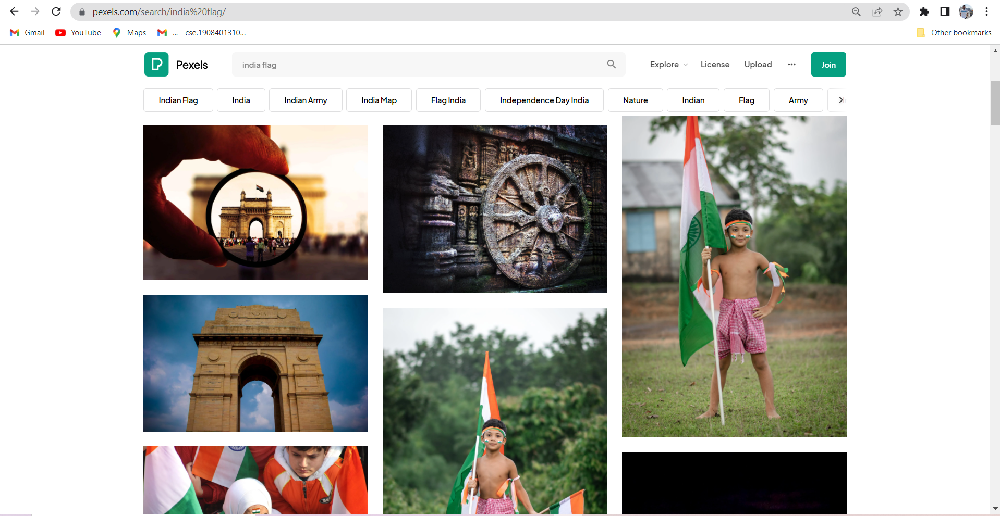 pexels.com/search/india%20flag/
Gmail YouTube Maps ... - cse.1908401310... Other bookmarks
Pexels india flag Explore License Upload ••• Join
Indian Flag India Indian Army India Map Flag India Independence Day India Nature Indian Flag Army
INDIA